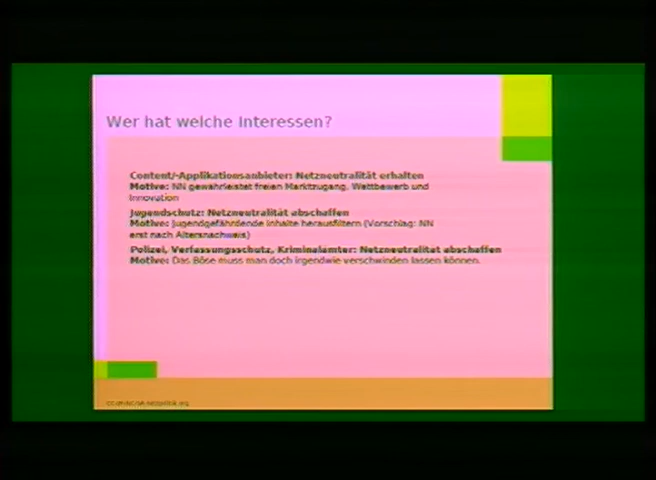 Wer hat welche Interessen?
Content/-Applikationsanbieter: Netzneutralität erhalten
Motive: NN gewährleistet freien Marktzugang, Wettbewerb und
Innovation
Jugendschutz: Netzneutralität abschaffen
Motive: Jugendgefährdende Inhalte herausfiltern (Vorschlag: NN
erst nach Altersnachweis)
Polizei, Verfassungsschutz, Kriminalämter: Netzneutralität abschaffen
Motive: Das Böse muss man doch irgendwie verschwinden lassen können.